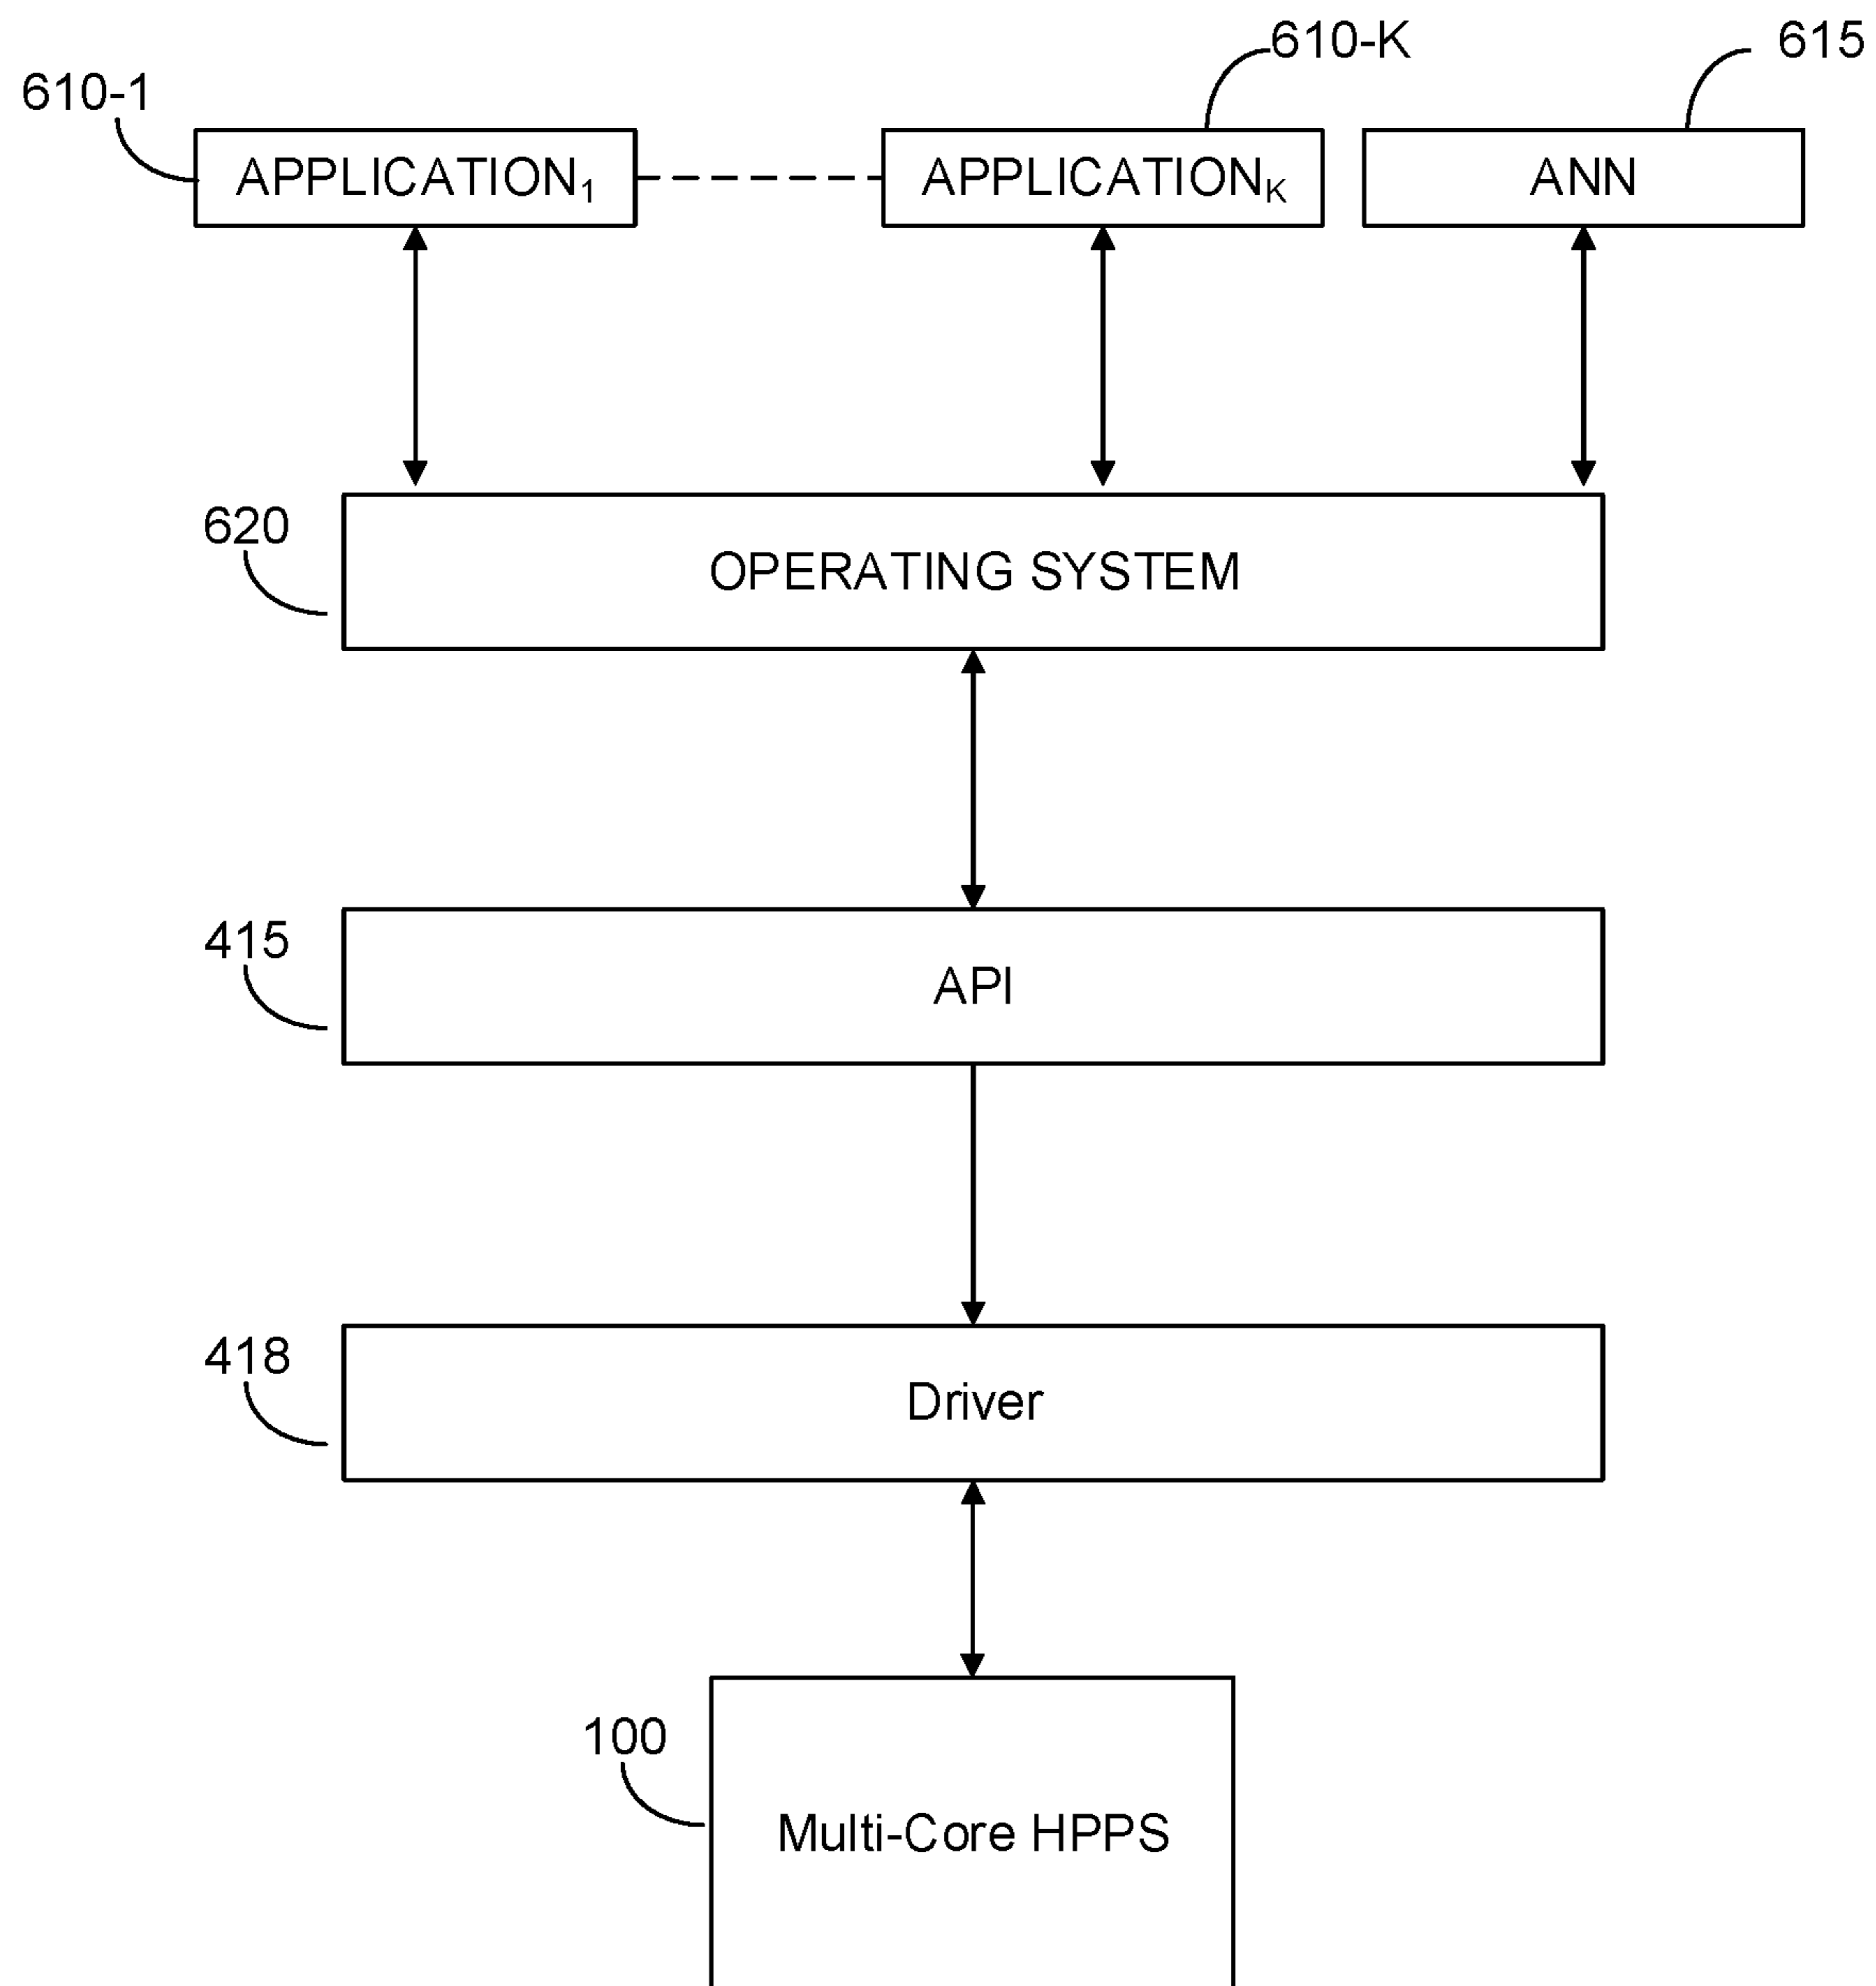 610-K
615
610-1
APPLICATION₁
APPLICATIONₖ
ANN
620
OPERATING SYSTEM
415
API
418
Driver
100
Multi-Core HPPS